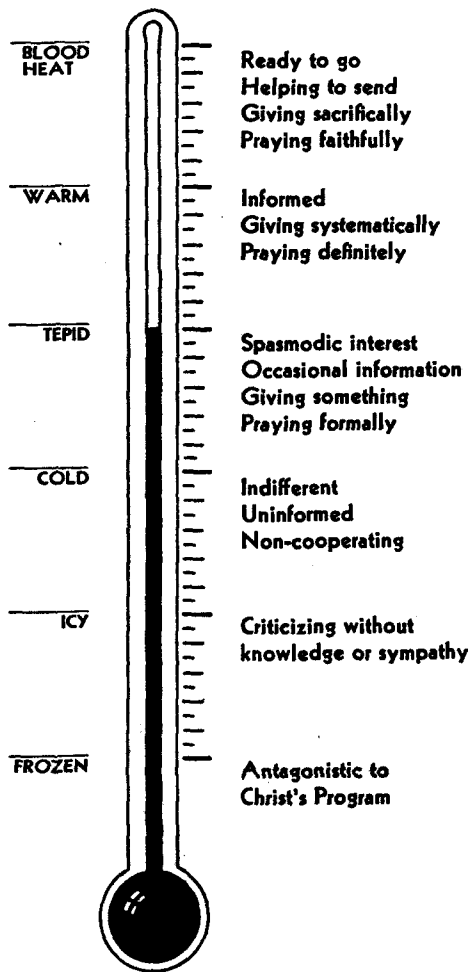 BLOOD
HEAT
Ready to go
Helping to send
Giving sacrifically
Praying faithfully
WARM
Informed
Giving systematically
Praying definitely
TEPID
Spasmodic interest
Occasional information
Giving something
Praying formally
COLD
Indifferent
Uninformed
Non-cooperating
ICY
Criticizing without
knowledge or sympathy
FROZEN
Antagonistic to
Christ's Program